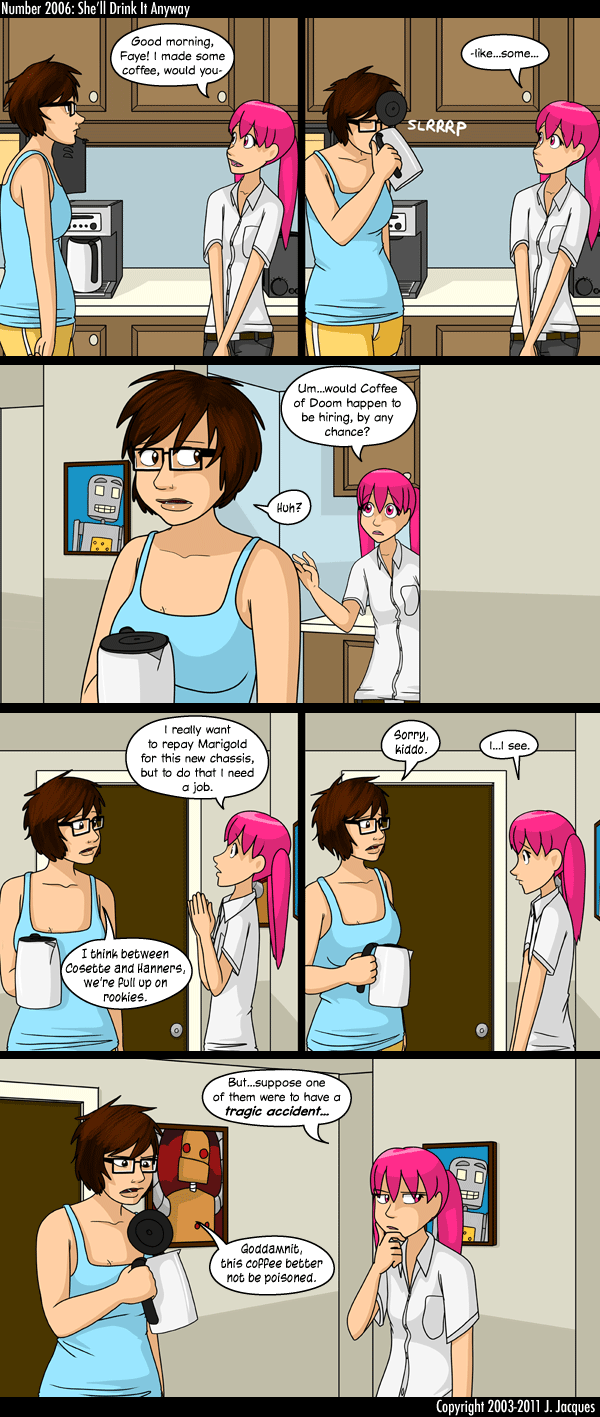 Number 2006: She'll Drink It Anyway
Good morning,
Faye! I made some
coffee, would you-
-like...some...
SLRRRP
Um...would Coffee
of Doom happen to
be hiring, by any
chance?
Huh?
I really want
to repay Marigold
for this new chassis,
but to do that I need
a job.
I think between
Cosette and Hanners,
we're full up on
rookies.
Sorry,
kiddo.
I...I see.
But...suppose one
of them were to have a
tragic accident...
Goddamnit,
this coffee better
not be poisoned.
Copyright 2003-2011 J. Jacques